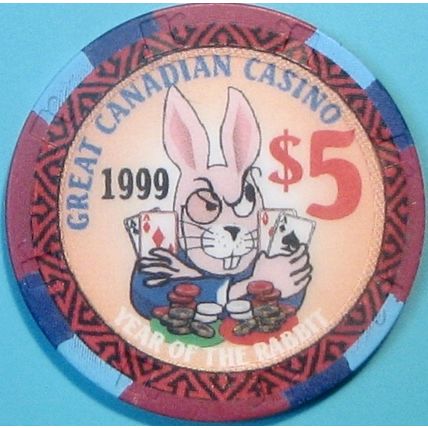 GREAT CANADIAN CASINO
1999
$5
YEAR OF THE RABBIT